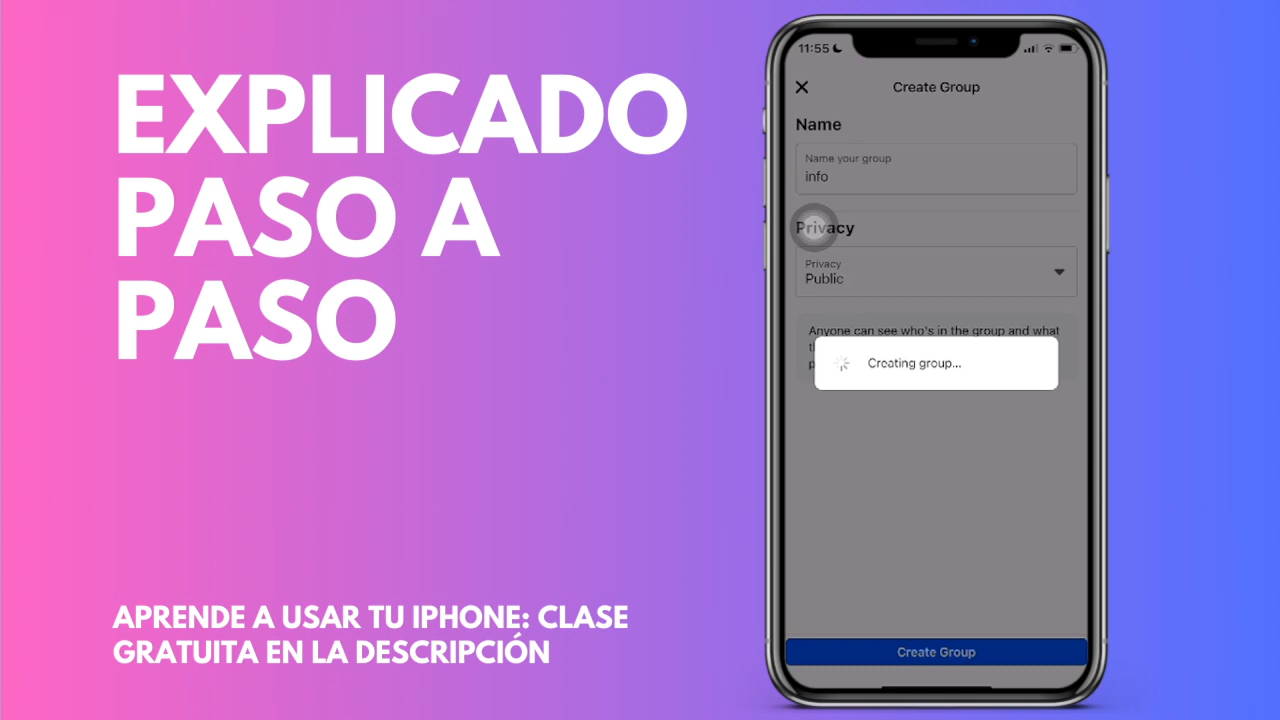 EXPLICADO
PASO A
PASO
APRENDE A USAR TU IPHONE: CLASE
GRATUITA EN LA DESCRIPCIÓN
11:55
Create Group
Name
Name your group
info
Privacy
Privacy
Public
Anyone can see who's in the group and what
Creating group...
Create Group